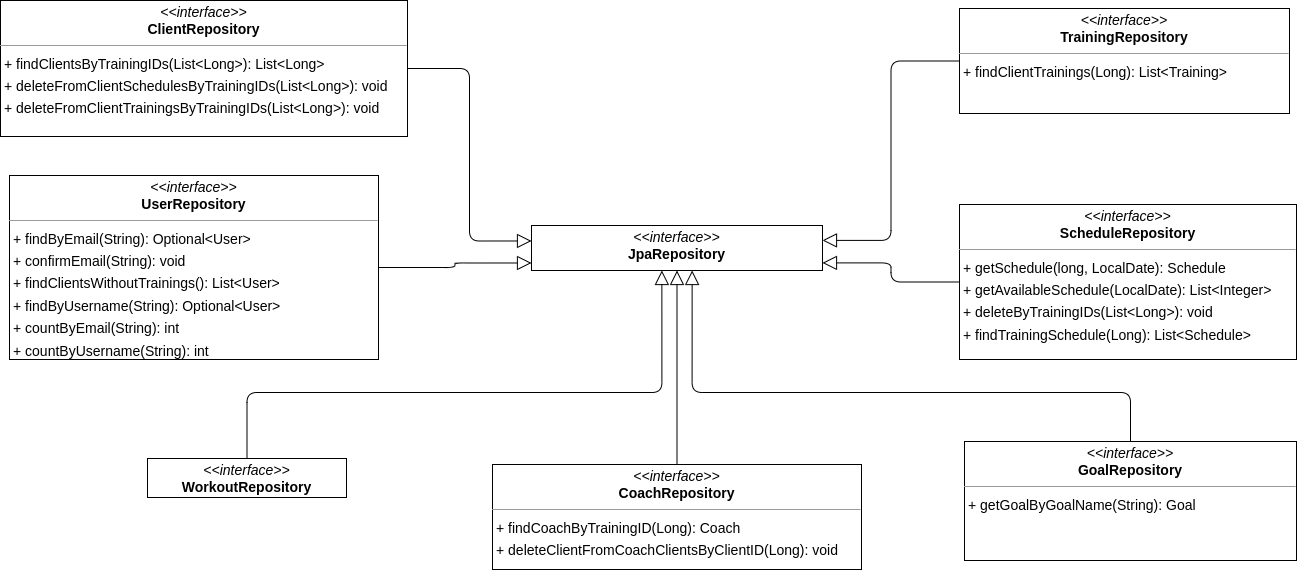 <<interface>>
ClientRepository
+ findClientsByTrainingIDs(List<Long>): List<Long>
+ deleteFromClientSchedulesByTrainingIDs(List<Long>): void
+ deleteFromClientTrainingsByTrainingIDs(List<Long>): void
<<interface>>
TrainingRepository
+ findClientTrainings(Long): List<Training>
<<interface>>
UserRepository
+ findByEmail(String): Optional<User>
+ confirmEmail(String): void
+ findClientsWithoutTrainings(): List<User>
+ findByUsername(String): Optional<User>
+ countByEmail(String): int
+ countByUsername(String): int
<<interface>>
JpaRepository
<<interface>>
ScheduleRepository
+ getSchedule(long, LocalDate): Schedule
+ getAvailableSchedule(LocalDate): List<Integer>
+ deleteByTrainingIDs(List<Long>): void
+ findTrainingSchedule(Long): List<Schedule>
<<interface>>
WorkoutRepository
<<interface>>
CoachRepository
+ findCoachByTrainingID(Long): Coach
+ deleteClientFromCoachClientsByClientID(Long): void
<<interface>>
GoalRepository
+ getGoalByGoalName(String): Goal